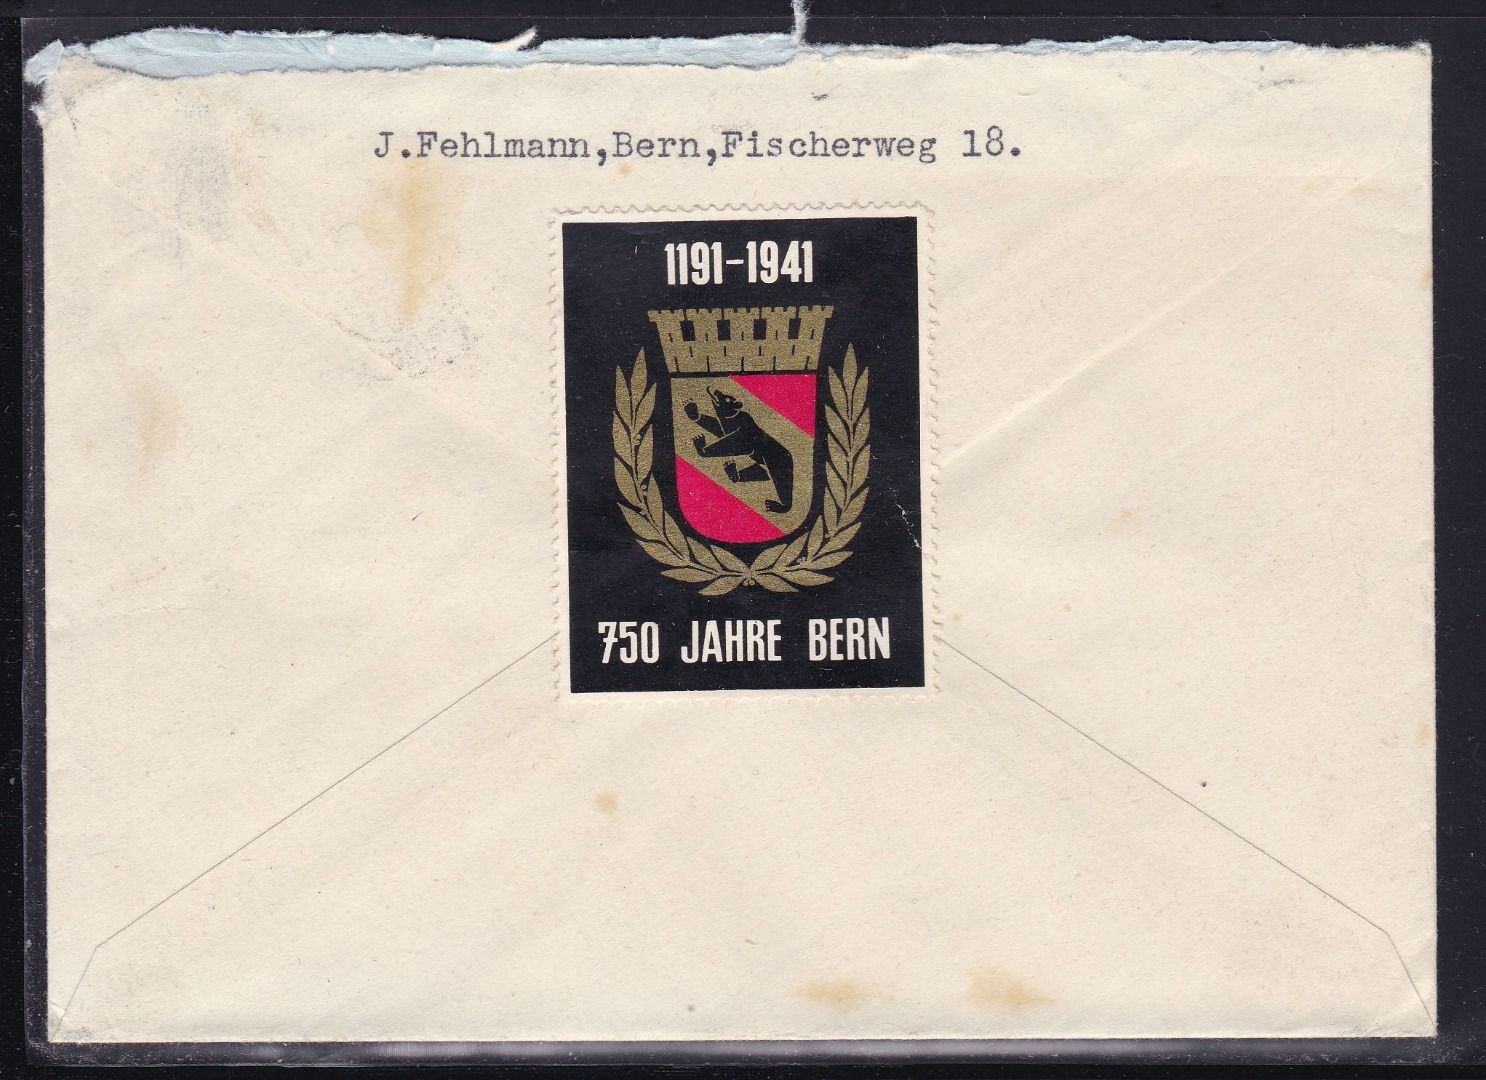 J.Fehlmann,Bern,Fischerweg 18.
1191-1941
750 JAHRE BERN